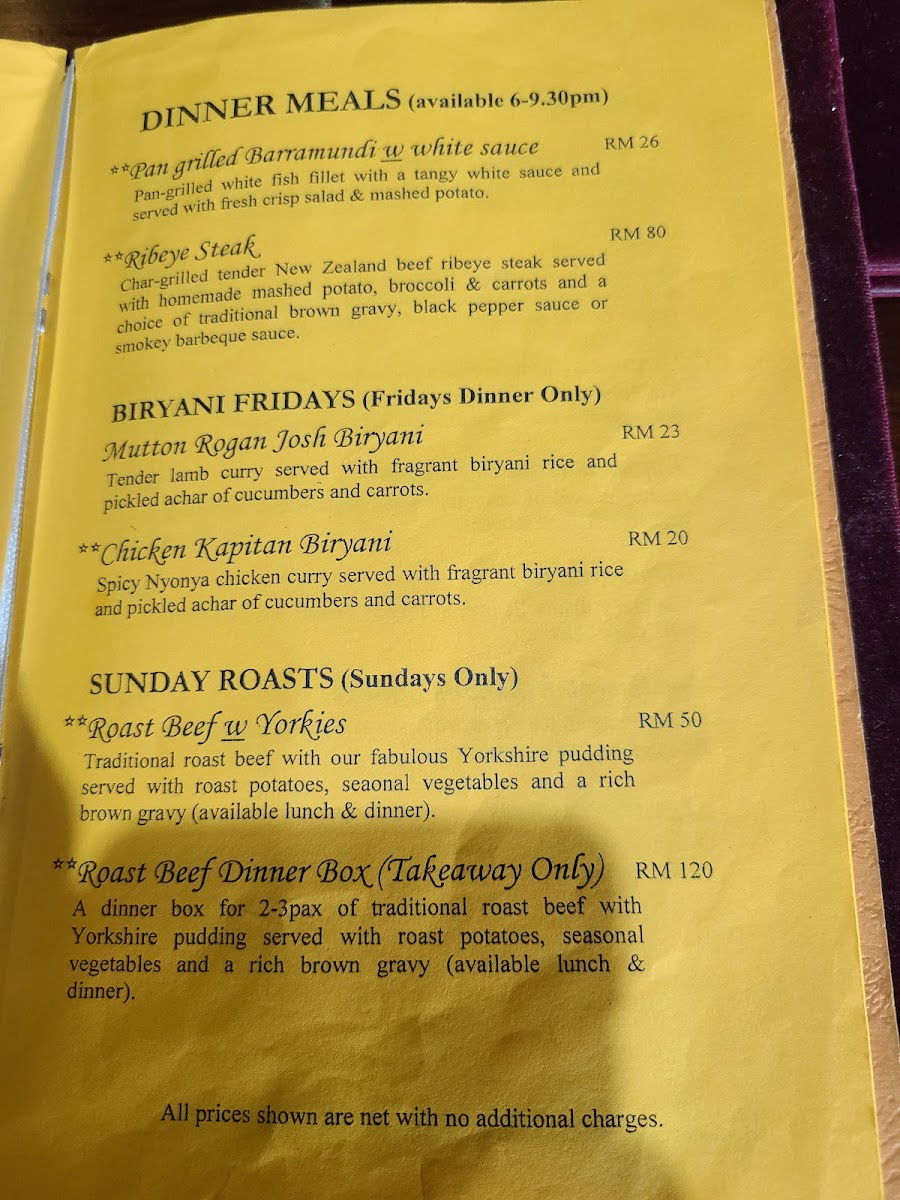 DINNER MEALS (available 6-9.30pm)
**Pan grilled Barramundi w white sauce RM 26
Pan-grilled white fish fillet with a tangy white sauce and
served with fresh crisp salad & mashed potato.
**Ribeye Steak RM 80
Char-grilled tender New Zealand beef ribeye steak served
with homemade mashed potato, broccoli & carrots and a
choice of traditional brown gravy, black pepper sauce or
smokey barbeque sauce.
BIRYANI FRIDAYS (Fridays Dinner Only)
Mutton Rogan Josh Biryani RM 23
Tender lamb curry served with fragrant biryani rice and
pickled achar of cucumbers and carrots.
**Chicken Kapitan Biryani RM 20
Spicy Nyonya chicken curry served with fragrant biryani rice
and pickled achar of cucumbers and carrots.
SUNDAY ROASTS (Sundays Only)
**Roast Beef w Yorkies RM 50
Traditional roast beef with our fabulous Yorkshire pudding
served with roast potatoes, seaonal vegetables and a rich
brown gravy (available lunch & dinner).
**Roast Beef Dinner Box (Takeaway Only) RM 120
A dinner box for 2-3pax of traditional roast beef with
Yorkshire pudding served with roast potatoes, seasonal
vegetables and a rich brown gravy (available lunch &
dinner).
All prices shown are net with no additional charges.